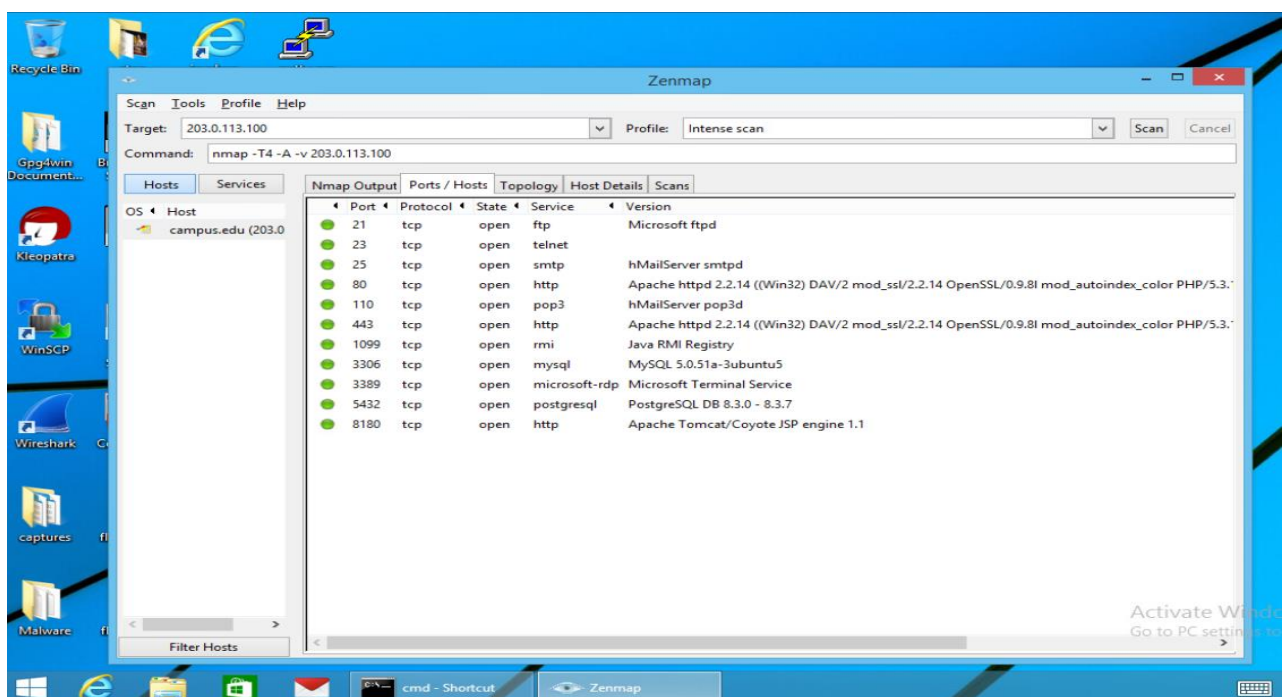 Recycle Bin
Zenmap
Scan Tools Profile Help
Target: 203.0.113.100 Profile: Intense scan Scan Cancel
Command: nmap -T4 -A -v 203.0.113.100
Gpg4win
Document...
Hosts Services Nmap Output Ports / Hosts Topology Host Details Scans
OS Host Port Protocol State Service Version
campus.edu (203.0
21 tcp open ftp Microsoft ftpd
23 tcp open telnet
25 tcp open smtp hMailServer smtpd
80 tcp open http Apache httpd 2.2.14 ((Win32) DAV/2 mod_ssl/2.2.14 OpenSSL/0.9.8l mod_autoindex_color PHP/5.3.
110 tcp open pop3 hMailServer pop3d
443 tcp open http Apache httpd 2.2.14 ((Win32) DAV/2 mod_ssl/2.2.14 OpenSSL/0.9.8l mod_autoindex_color PHP/5.3.
1099 tcp open rmi Java RMI Registry
3306 tcp open mysql MySQL 5.0.51a-3ubuntu5
3389 tcp open microsoft-rdp Microsoft Terminal Service
5432 tcp open postgresql PostgreSQL DB 8.3.0 - 8.3.7
8180 tcp open http Apache Tomcat/Coyote JSP engine 1.1
Kleopatra
WinSCP
Wireshark
captures
Malware
Filter Hosts
Activate Windo
Go to PC settings to
cmd - Shortcut Zenmap